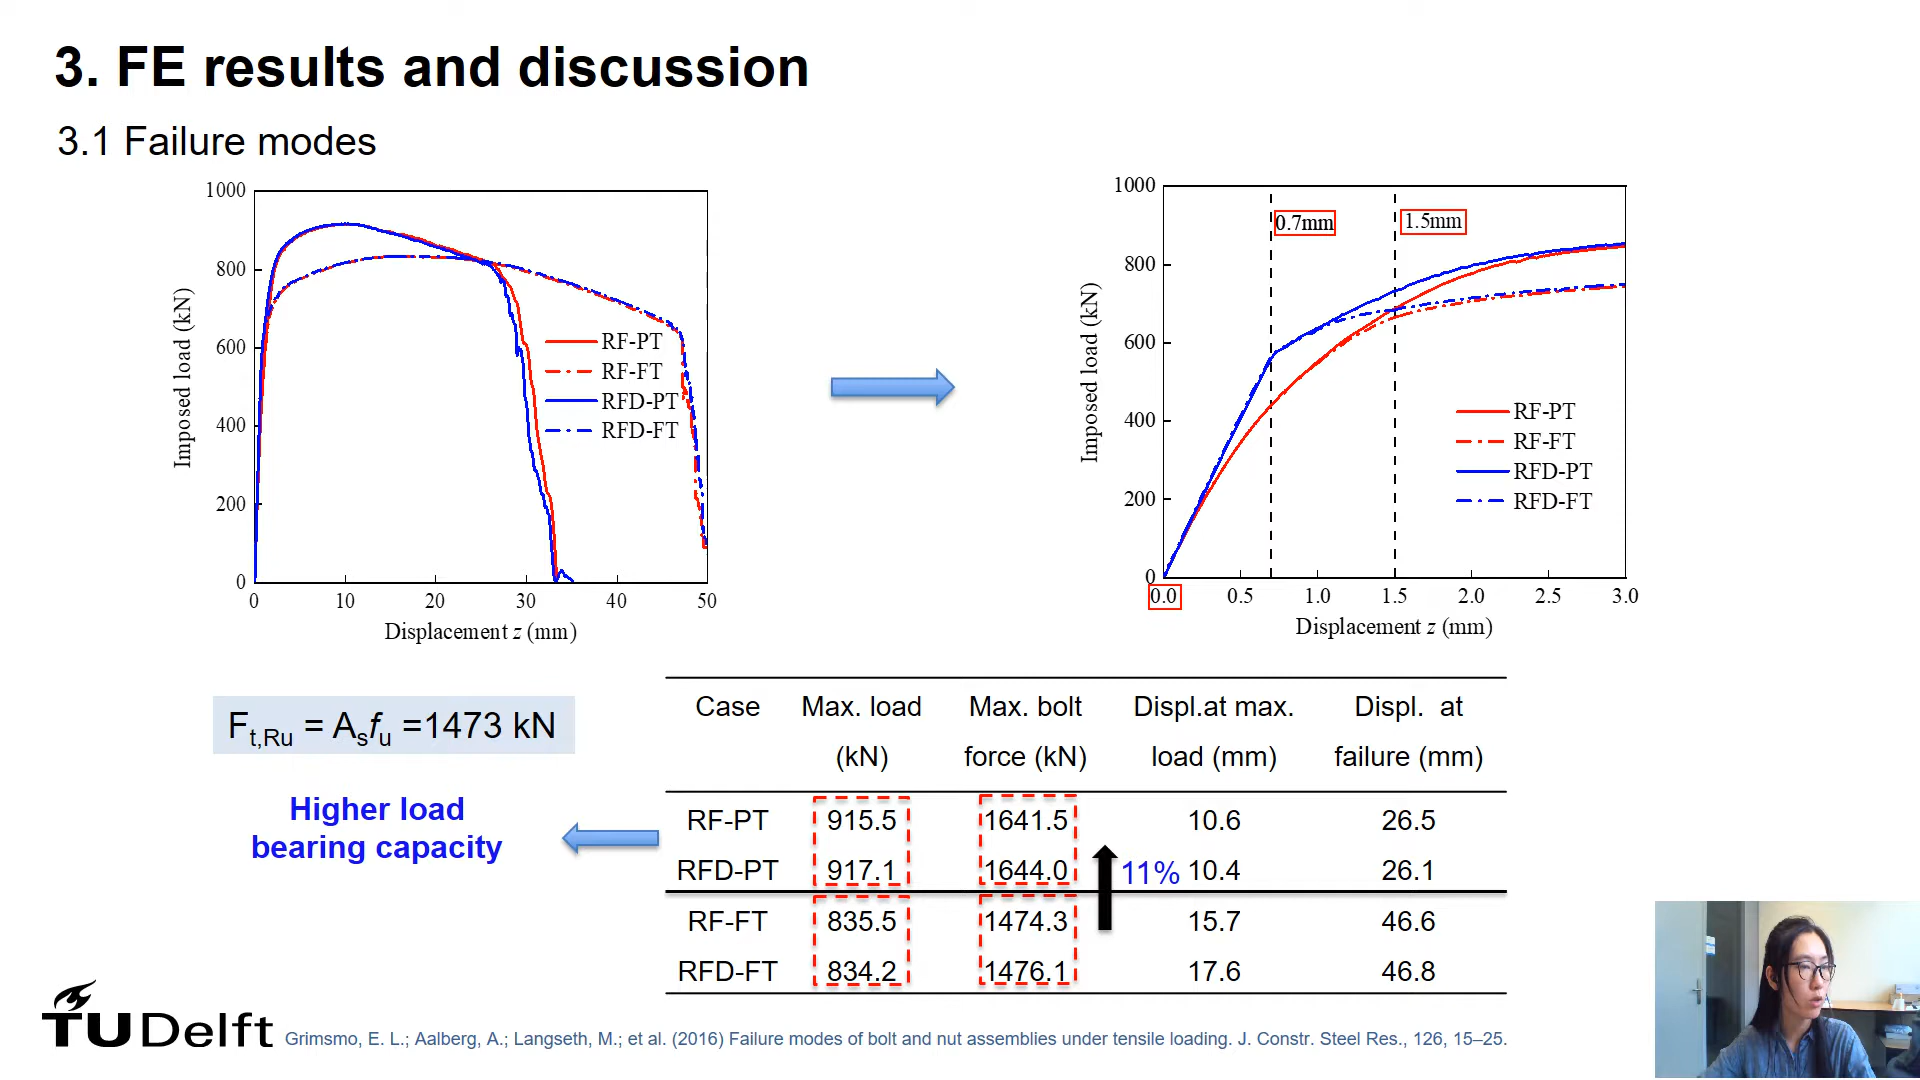 3. FE results and discussion
3.1 Failure modes
1000
800
600
400
200
0
0 10 20 30 40 50
Imposed load (kN)
Displacement z (mm)
RF-PT
RF-FT
RFD-PT
RFD-FT
1000
800
600
400
200
0
0.0 0.5 1.0 1.5 2.0 2.5 3.0
Imposed load (kN)
Displacement z (mm)
0.7mm
1.5mm
RF-PT
RF-FT
RFD-PT
RFD-FT
Ft,Ru = Asfu =1473 kN
Higher load
bearing capacity
Case Max. load Max. bolt Displ.at max. Displ. at
(kN) force (kN) load (mm) failure (mm)
RF-PT 915.5 1641.5 10.6 26.5
RFD-PT 917.1 1644.0 11% 10.4 26.1
RF-FT 835.5 1474.3 15.7 46.6
RFD-FT 834.2 1476.1 17.6 46.8
TUDelft
Grimsmo, E. L.; Aalberg, A.; Langseth, M.; et al. (2016) Failure modes of bolt and nut assemblies under tensile loading. J. Constr. Steel Res., 126, 15–25.